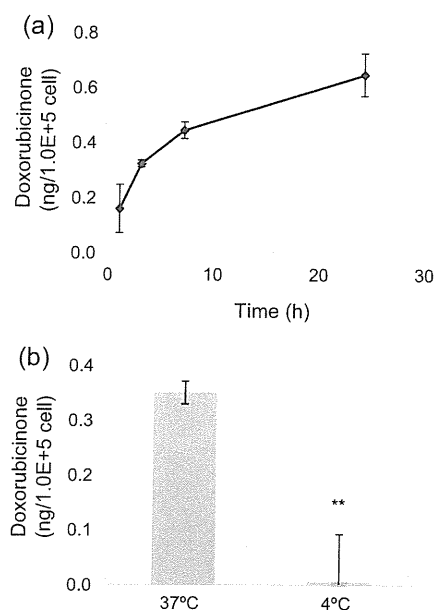 (a)
Doxorubicinone
(ng/1.0E+5 cell)
0.8
0.6
0.4
0.2
0.0
0 10 20 30
Time (h)
(b)
Doxorubicinone
(ng/1.0E+5 cell)
0.4
0.3
0.2
0.1
0.0
**
37ºC 4ºC